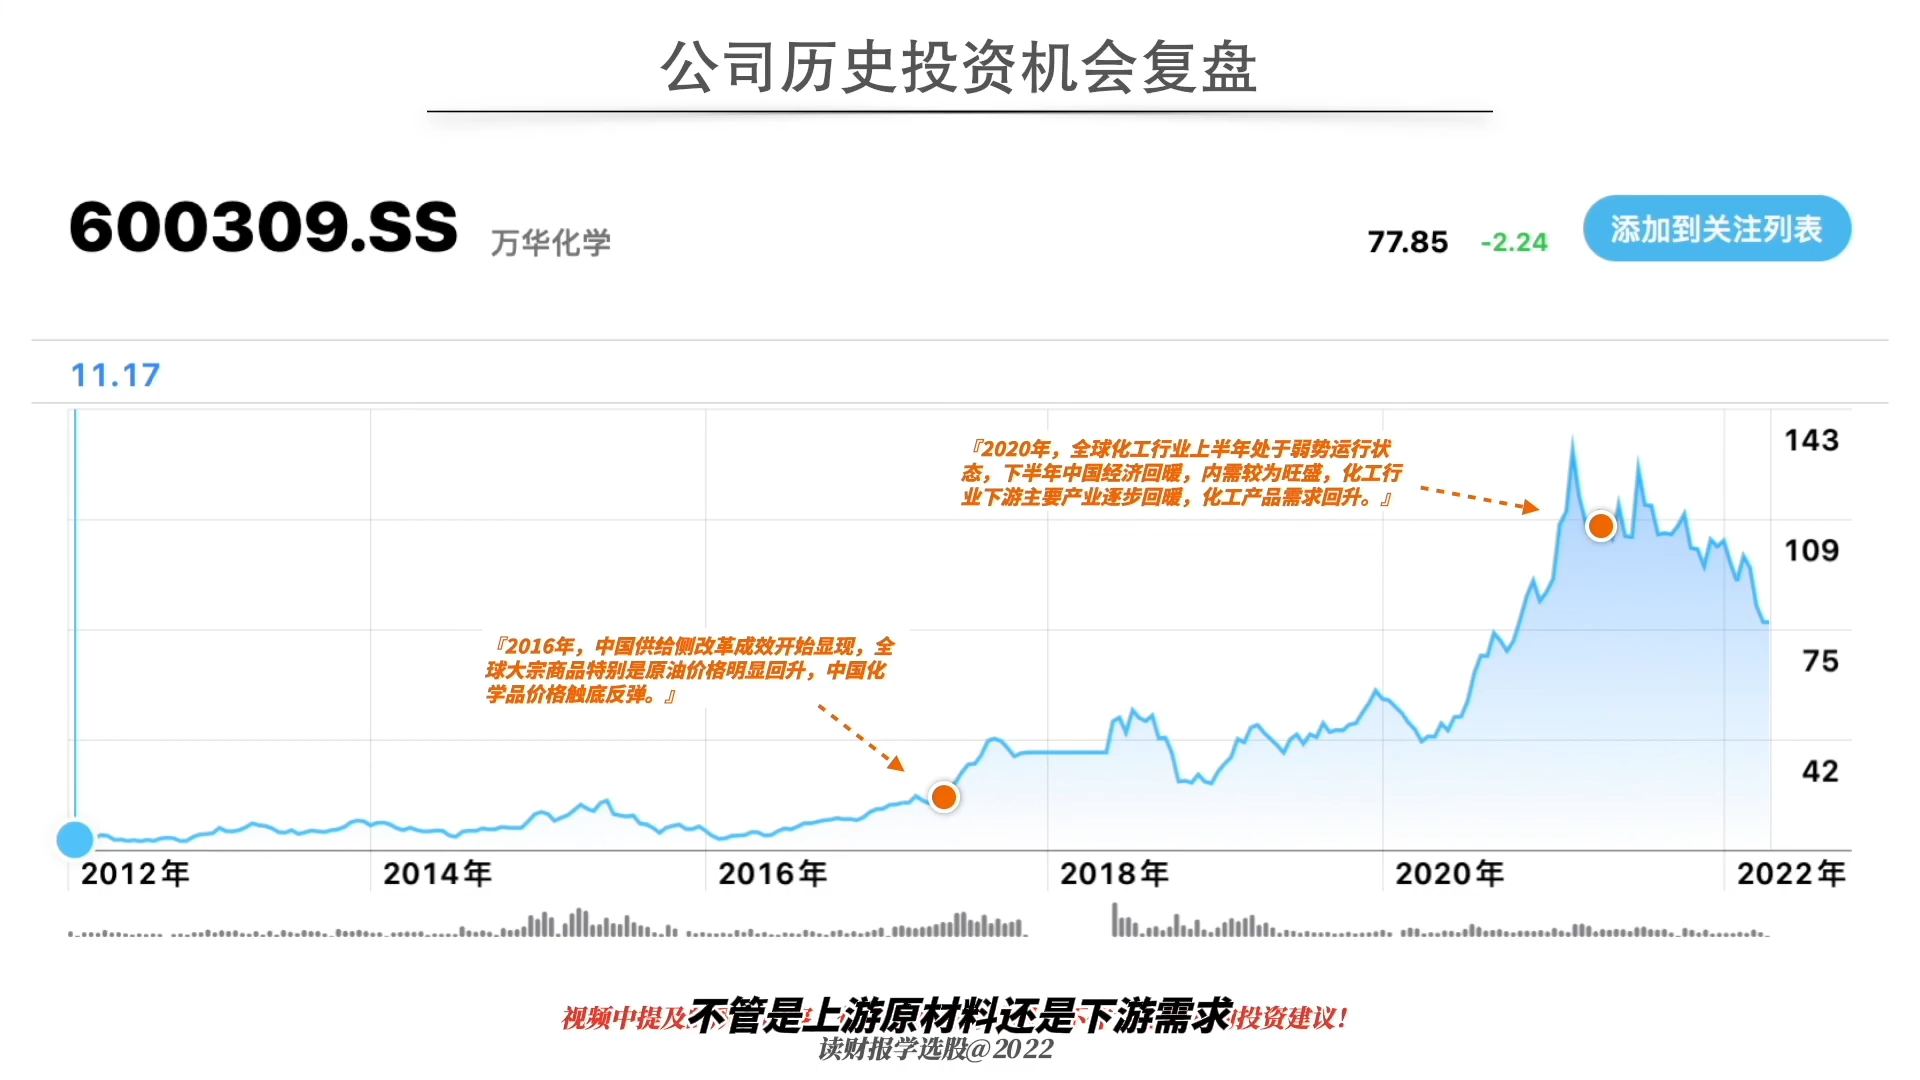 公司历史投资机会复盘
600309.SS 万华化学 77.85 -2.24 添加到关注列表
11.17
『2020年，全球化工行业上半年处于弱势运行状
态，下半年中国经济回暖，内需较为旺盛，化工行
业下游主要产业逐步回暖，化工产品需求回升。』
『2016年，中国供给侧改革成效开始显现，全
球大宗商品特别是原油价格明显回升，中国化
学品价格触底反弹。』
143
109
75
42
2012年 2014年 2016年 2018年 2020年 2022年
不管是上游原材料还是下游需求
视频中提及 投资建议！
读财报学选股@2022